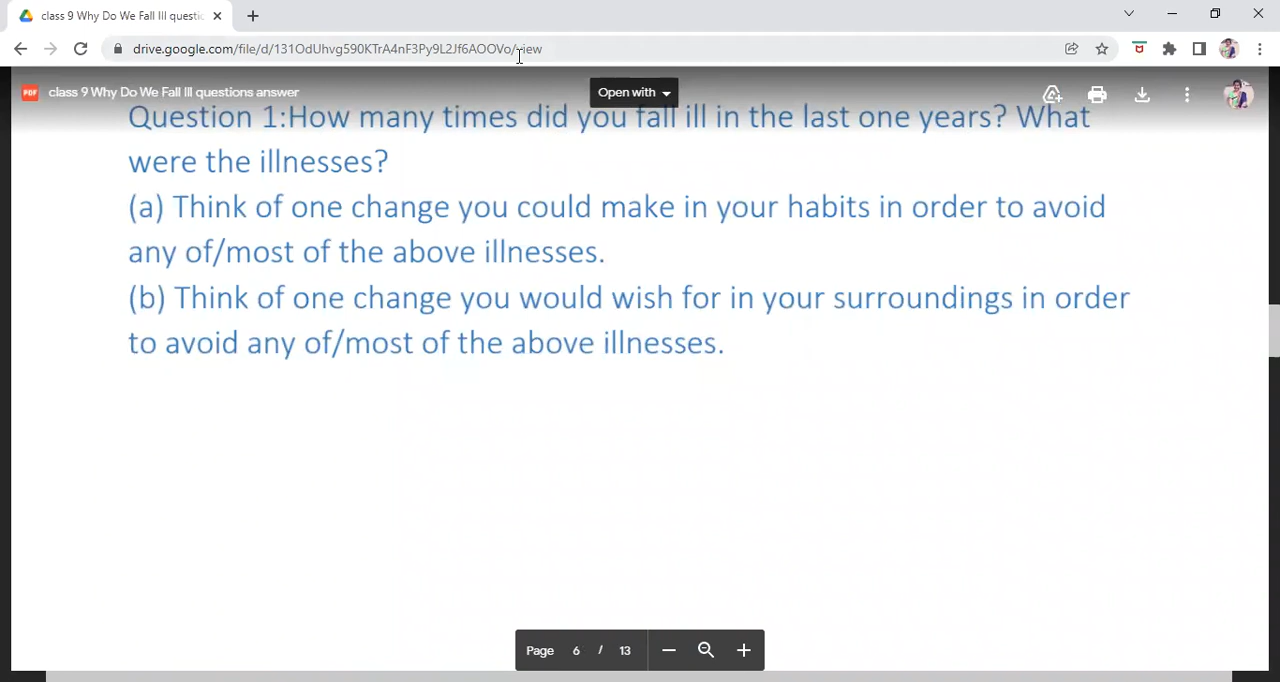 class 9 Why Do We Fall Ill questi
drive.google.com/file/d/131OdUhvg590KTrA4nF3Py9L2Jf6AOOVo/view
PDF class 9 Why Do We Fall Ill questions answer
Open with
Question 1:How many times did you fall ill in the last one years? What
were the illnesses?
(a) Think of one change you could make in your habits in order to avoid
any of/most of the above illnesses.
(b) Think of one change you would wish for in your surroundings in order
to avoid any of/most of the above illnesses.
Page 6 / 13